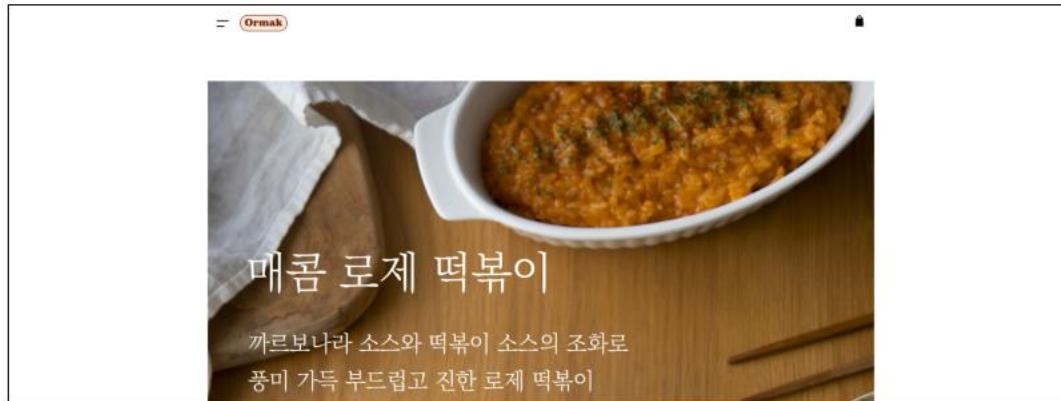 Ormak
매콤 로제 떡볶이
까르보나라 소스와 떡볶이 소스의 조화로
풍미 가득 부드럽고 진한 로제 떡볶이